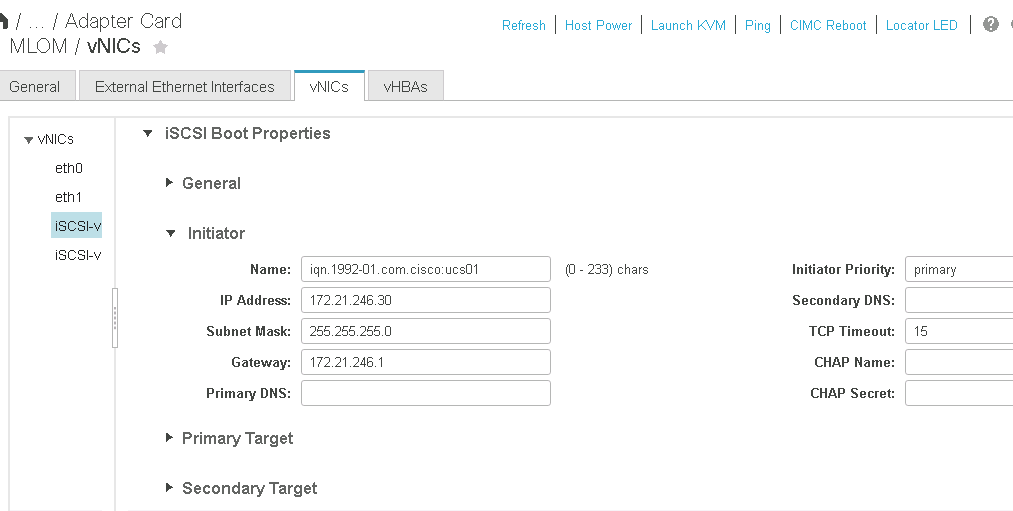 / ... / Adapter Card
MLOM / vNICs
Refresh | Host Power | Launch KVM | Ping | CIMC Reboot | Locator LED | ?
General
External Ethernet Interfaces
vNICs
vHBAs
vNICs
eth0
eth1
iSCSI-v
iSCSI-v
iSCSI Boot Properties
General
Initiator
Name: iqn.1992-01.com.cisco:ucs01 (0 - 233) chars Initiator Priority: primary
IP Address: 172.21.246.30 Secondary DNS:
Subnet Mask: 255.255.255.0 TCP Timeout: 15
Gateway: 172.21.246.1 CHAP Name:
Primary DNS: CHAP Secret:
Primary Target
Secondary Target